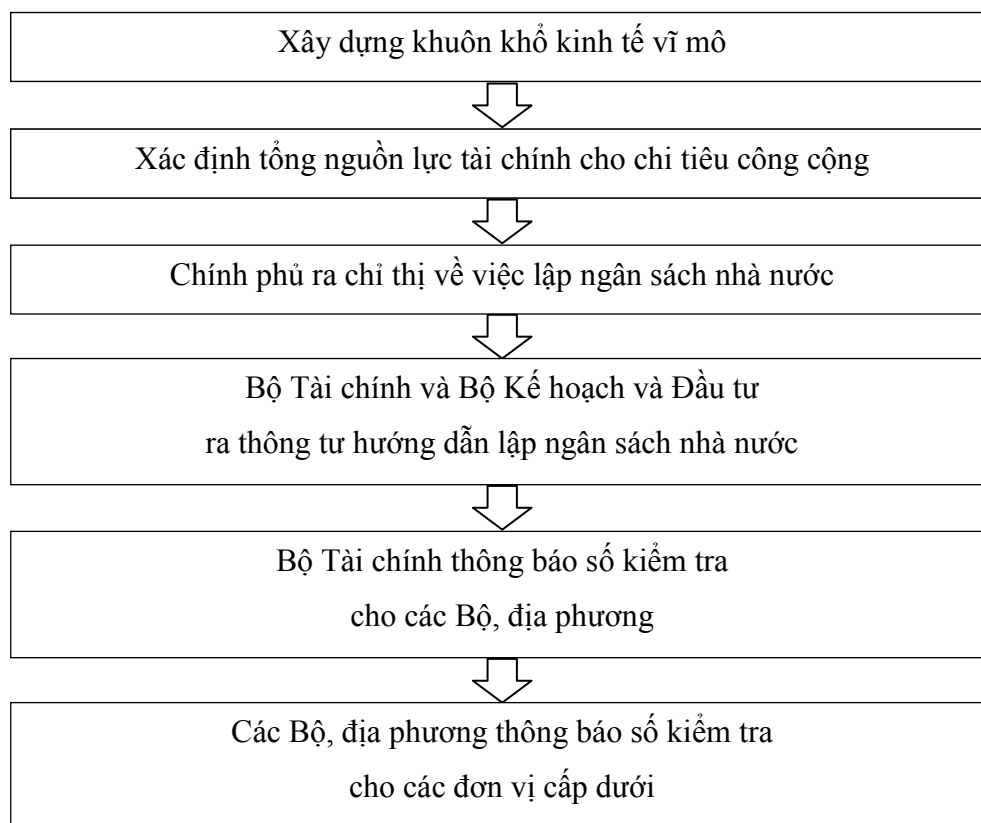 Xây dựng khuôn khổ kinh tế vĩ mô
Xác định tổng nguồn lực tài chính cho chi tiêu công cộng
Chính phủ ra chỉ thị về việc lập ngân sách nhà nước
Bộ Tài chính và Bộ Kế hoạch và Đầu tư
ra thông tư hướng dẫn lập ngân sách nhà nước
Bộ Tài chính thông báo số kiểm tra
cho các Bộ, địa phương
Các Bộ, địa phương thông báo số kiểm tra
cho các đơn vị cấp dưới